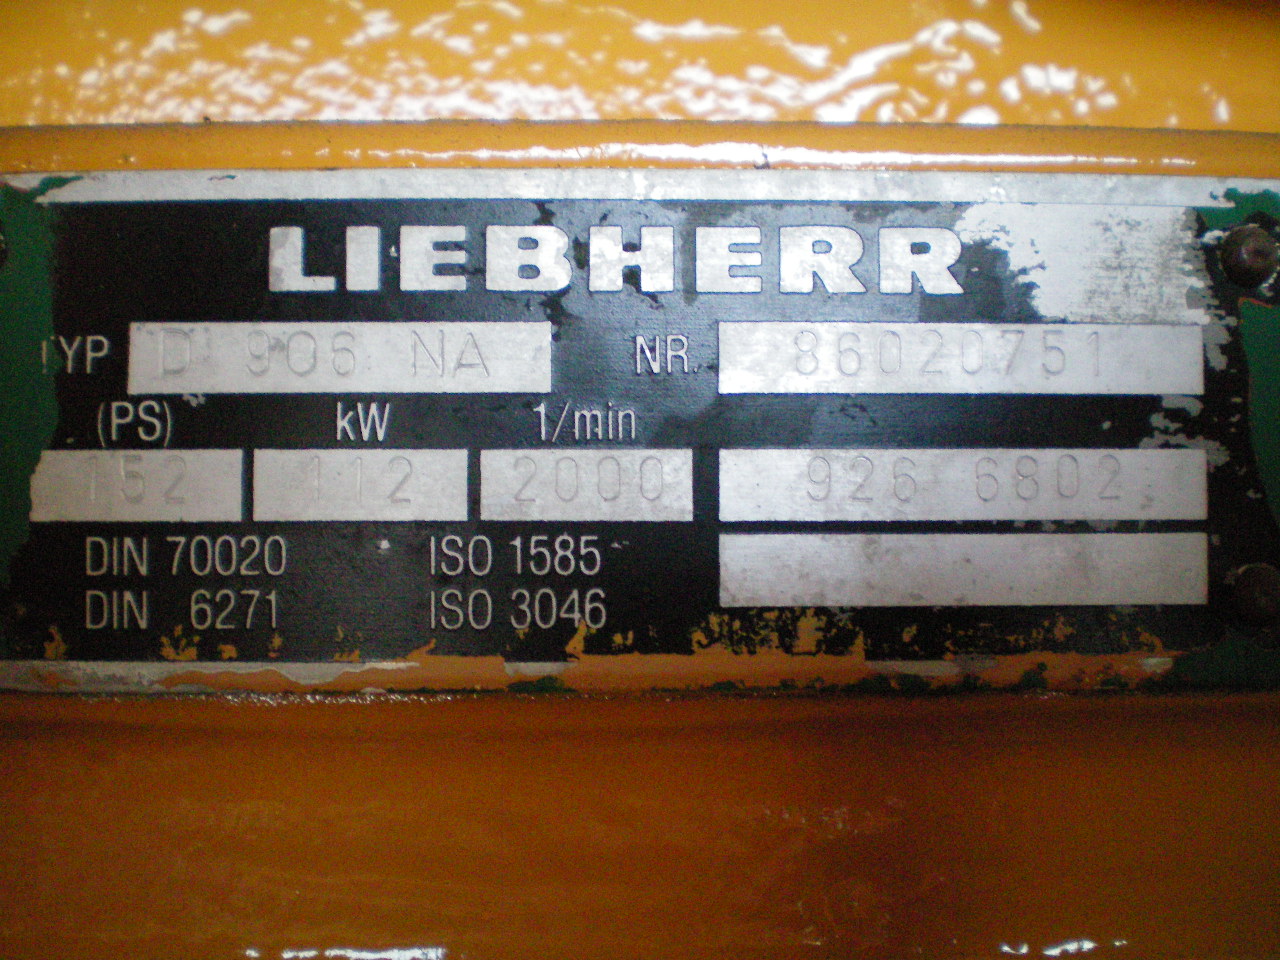 LIEBHERR
TYP D 906 NA NR. 86020751
(PS) kW 1/min
152 112 2000 926 6802
DIN 70020 ISO 1585
DIN 6271 ISO 3046